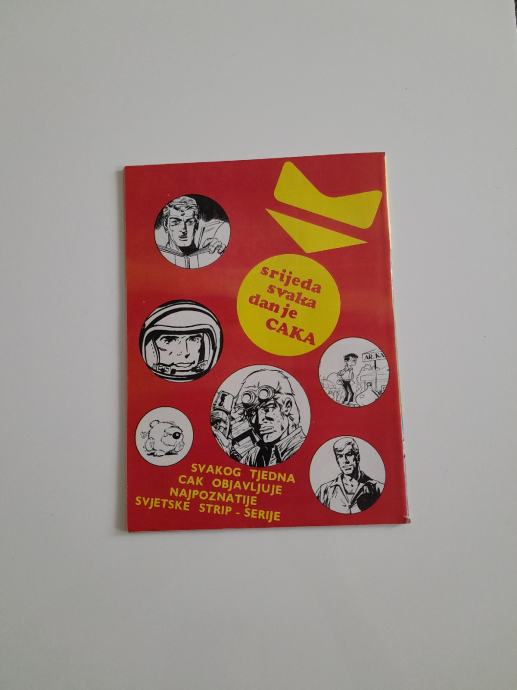 srijeda
svaka
dan je
CAKA
SVAKOG TJEDNA
CAK OBJAVLJUJE
NAJPOZNATIJE
SVJETSKE STRIP - SERIJE